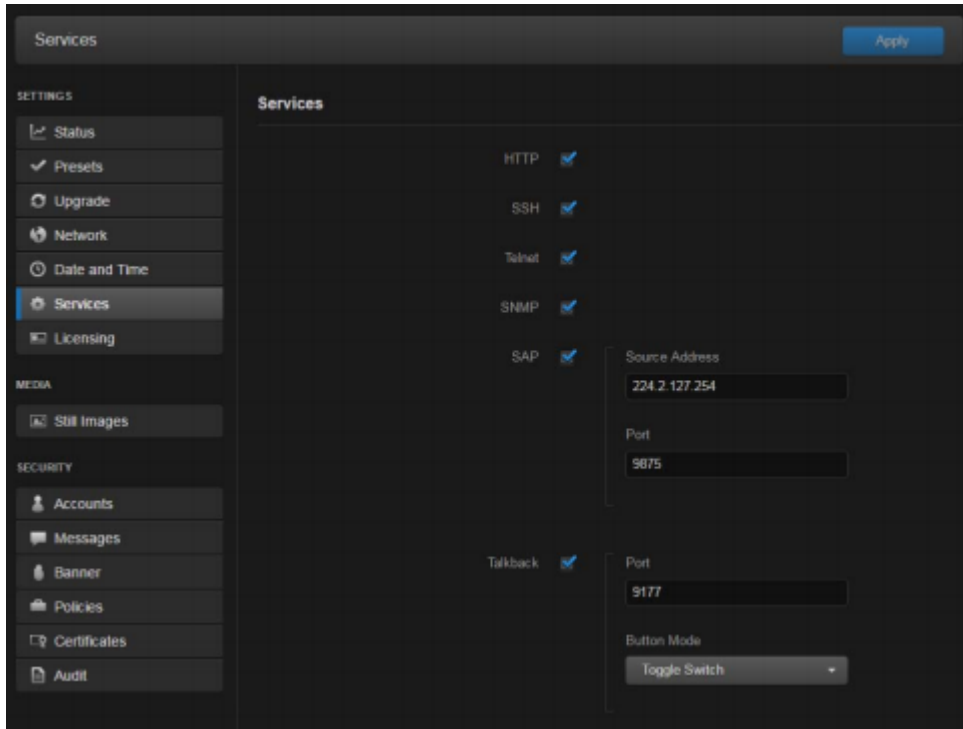 Services
Apply
SETTINGS
Status
Presets
Upgrade
Network
Date and Time
Services
Licensing
MEDIA
Still Images
SECURITY
Accounts
Messages
Banner
Policies
Certificates
Audit
Services
HTTP
SSH
Telnet
SNMP
SAP
Source Address
224.2.127.254
Port
9875
Talkback
Port
9177
Button Mode
Toggle Switch